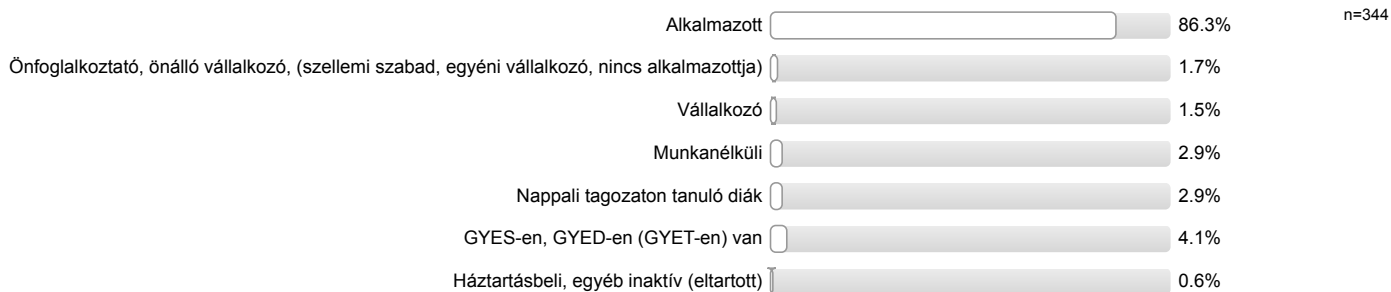 Alkalmazott 86.3% n=344
Önfoglalkoztató, önálló vállalkozó, (szellemi szabad, egyéni vállalkozó, nincs alkalmazottja) 1.7%
Vállalkozó 1.5%
Munkanélküli 2.9%
Nappali tagozaton tanuló diák 2.9%
GYES-en, GYED-en (GYET-en) van 4.1%
Háztartásbeli, egyéb inaktív (eltartott) 0.6%